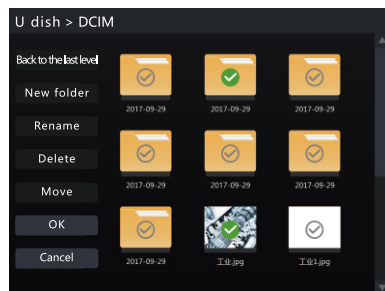 U dish > DCIM
Back to the last level
New folder
Rename
Delete
Move
OK
Cancel
2017-09-29
2017-09-29
2017-09-29
2017-09-29
2017-09-29
2017-09-29
2017-09-29
工业.jpg
工业1.jpg